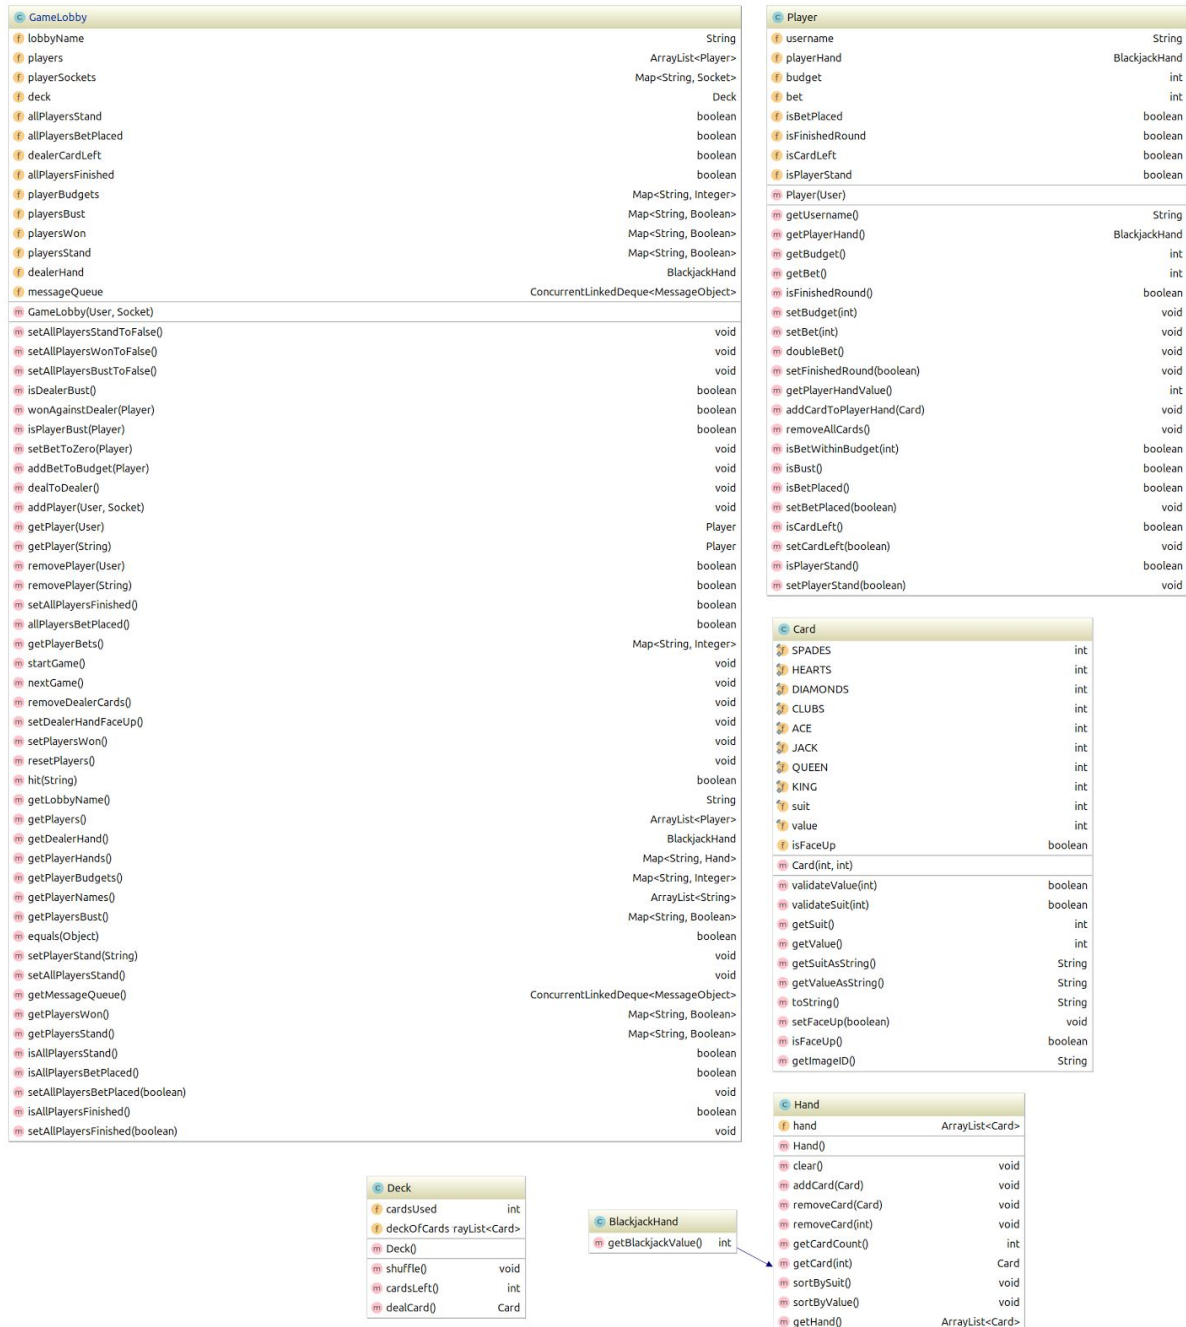 GameLobby
lobbyName String
players ArrayList<Player>
playerSockets Map<String, Socket>
deck Deck
allPlayersStand boolean
allPlayersBetPlaced boolean
dealerCardLeft boolean
allPlayersFinished boolean
playerBudgets Map<String, Integer>
playersBust Map<String, Boolean>
playersWon Map<String, Boolean>
playersStand Map<String, Boolean>
dealerHand BlackjackHand
messageQueue ConcurrentLinkedDeque<MessageObject>
GameLobby(User, Socket)
setAllPlayersStandToFalse() void
setAllPlayersWonToFalse() void
setAllPlayersBustToFalse() void
isDealerBust() boolean
wonAgainstDealer(Player) boolean
isPlayerBust(Player) boolean
setBetToZero(Player) void
addBetToBudget(Player) void
dealToDealer() void
addPlayer(User, Socket) void
getPlayer(User) Player
getPlayer(String) Player
removePlayer(User) boolean
removePlayer(String) boolean
setAllPlayersFinished() boolean
allPlayersBetPlaced() boolean
getPlayerBets() Map<String, Integer>
startGame() void
nextGame() void
removeDealerCards() void
setDealerHandFaceUp() void
setPlayersWon() void
resetPlayers() void
hit(String) boolean
getLobbyName() String
getPlayers() ArrayList<Player>
getDealerHand() BlackjackHand
getPlayerHands() Map<String, Hand>
getPlayerBudgets() Map<String, Integer>
getPlayerNames() ArrayList<String>
getPlayersBust() Map<String, Boolean>
equals(Object) boolean
setPlayerStand(String) void
setAllPlayersStand() void
getMessageQueue() ConcurrentLinkedDeque<MessageObject>
getPlayersWon() Map<String, Boolean>
getPlayersStand() Map<String, Boolean>
isAllPlayersStand() boolean
isAllPlayersBetPlaced() boolean
setAllPlayersBetPlaced(boolean) void
isAllPlayersFinished() boolean
setAllPlayersFinished(boolean) void
Player
username String
playerHand BlackjackHand
budget int
bet int
isBetPlaced boolean
isFinishedRound boolean
isCardLeft boolean
isPlayerStand boolean
Player(User)
getUsername() String
getPlayerHand() BlackjackHand
getBudget() int
getBet() int
isFinishedRound() boolean
setBudget(int) void
setBet(int) void
doubleBet() void
setFinishedRound(boolean) void
getPlayerHandValue() int
addCardToPlayerHand(Card) void
removeAllCards() void
isBetWithinBudget(int) boolean
isBust() boolean
isBetPlaced() boolean
setBetPlaced(boolean) void
isCardLeft() boolean
setCardLeft(boolean) void
isPlayerStand() boolean
setPlayerStand(boolean) void
Card
SPADES int
HEARTS int
DIAMONDS int
CLUBS int
ACE int
JACK int
QUEEN int
KING int
suit int
value int
isFaceUp boolean
Card(int, int)
validateValue(int) boolean
validateSuit(int) boolean
getSuit() int
getValue() int
getSuitAsString() String
getValueAsString() String
toString() String
setFaceUp(boolean) void
isFaceUp() boolean
getImageID() String
Deck
cardsUsed int
deckOfCards rayList<Card>
Deck()
shuffle() void
cardsLeft() int
dealCard() Card
BlackjackHand
getBlackjackValue() int
Hand
hand ArrayList<Card>
Hand()
clear() void
addCard(Card) void
removeCard(Card) void
removeCard(int) void
getCardCount() int
getCard(int) Card
sortBySuit() void
sortByValue() void
getHand() ArrayList<Card>